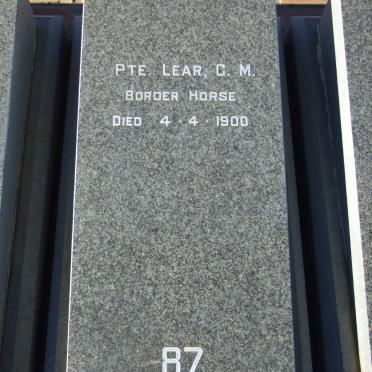 PTE. LEAR, C. M.
BORDER HORSE
DIED 4 · 4 · 1900
87